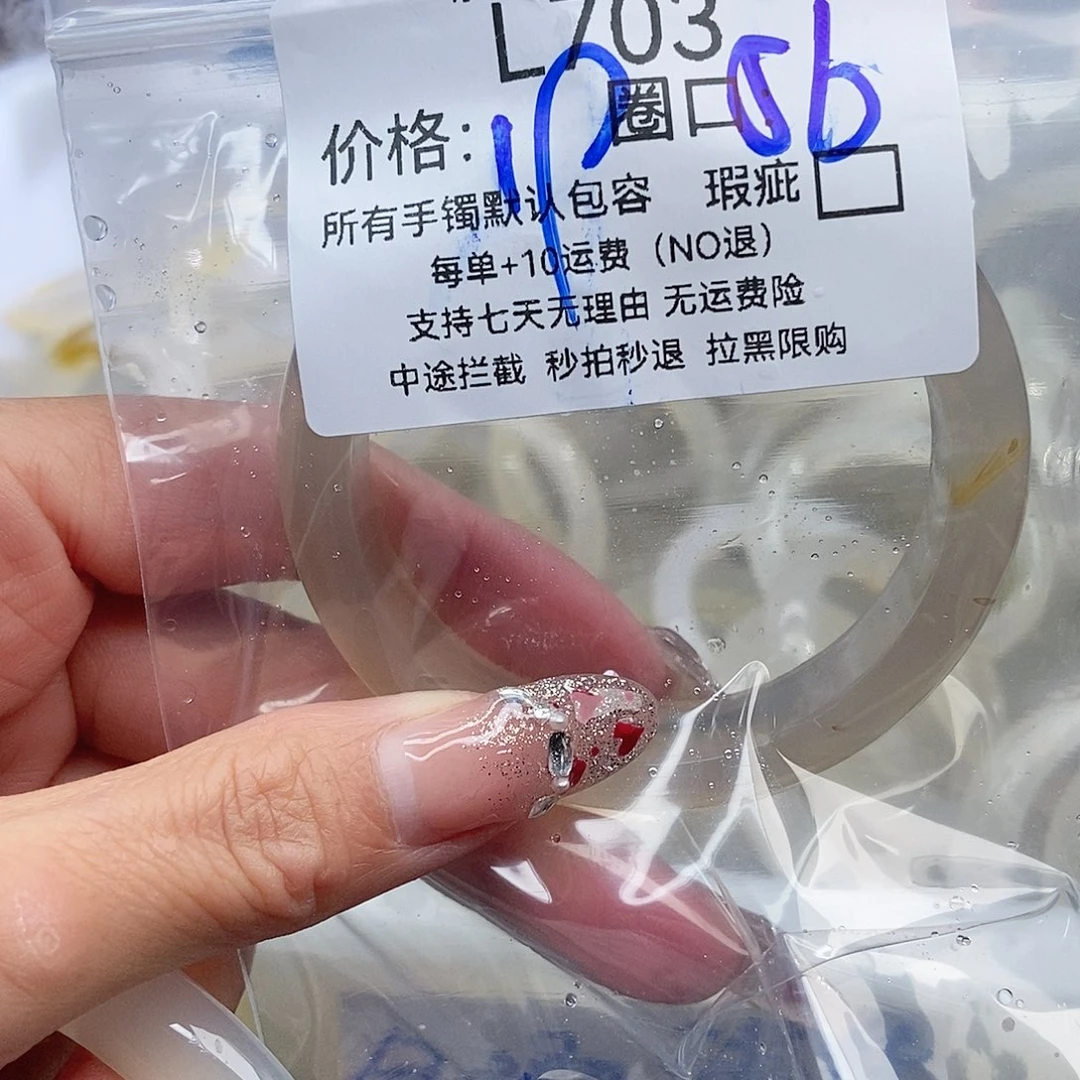 L703
价格： 圈口 56
所有手镯默认包容 瑕疵
每单+10运费（NO退）
支持七天无理由 无运费险
中途拦截 秒拍秒退 拉黑限购